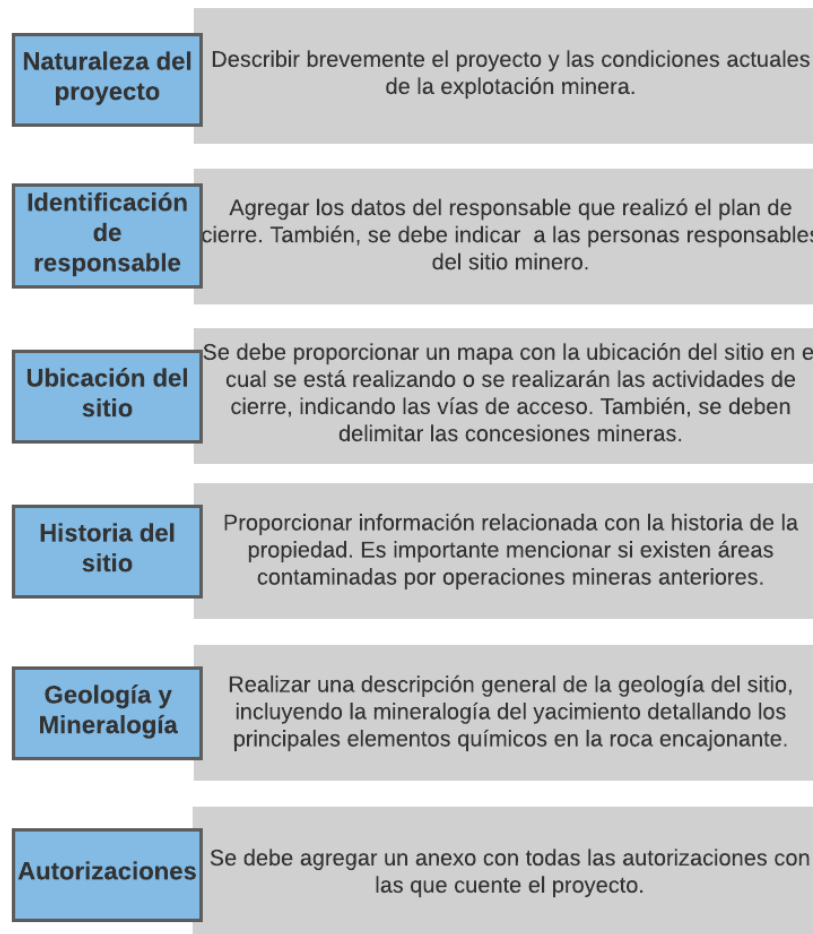 Naturaleza del
proyecto
Describir brevemente el proyecto y las condiciones actuales
de la explotación minera.
Identificación
de
responsable
Agregar los datos del responsable que realizó el plan de
cierre. También, se debe indicar a las personas responsables
del sitio minero.
Ubicación del
sitio
Se debe proporcionar un mapa con la ubicación del sitio en e
cual se está realizando o se realizarán las actividades de
cierre, indicando las vías de acceso. También, se deben
delimitar las concesiones mineras.
Historia del
sitio
Proporcionar información relacionada con la historia de la
propiedad. Es importante mencionar si existen áreas
contaminadas por operaciones mineras anteriores.
Geología y
Mineralogía
Realizar una descripción general de la geología del sitio,
incluyendo la mineralogía del yacimiento detallando los
principales elementos químicos en la roca encajonante.
Autorizaciones
Se debe agregar un anexo con todas las autorizaciones con
las que cuente el proyecto.